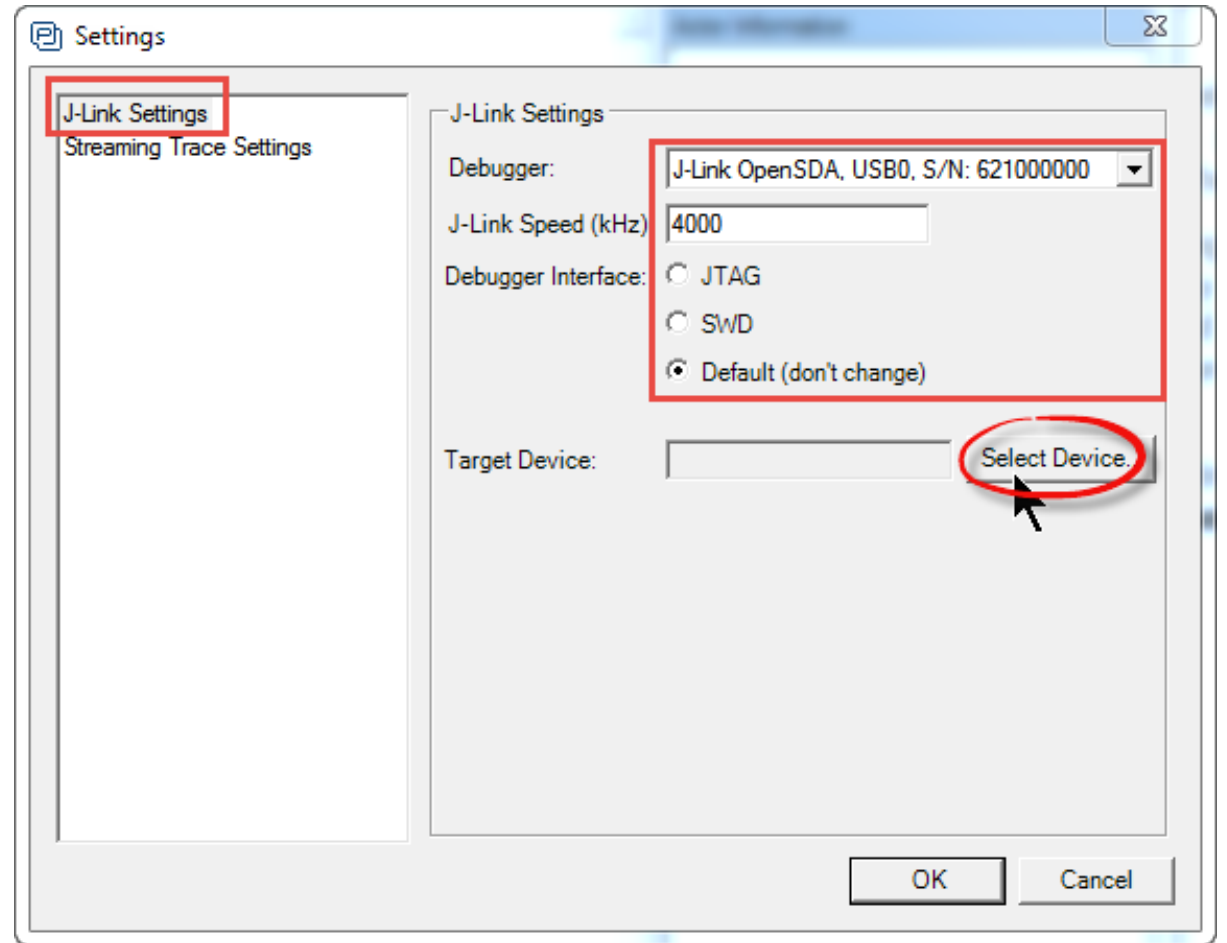 Settings
J-Link Settings
Streaming Trace Settings
J-Link Settings
Debugger:
J-Link OpenSDA, USB0, S/N: 621000000
J-Link Speed (kHz)
4000
Debugger Interface:
JTAG
SWD
Default (don't change)
Target Device:
Select Device.
OK
Cancel